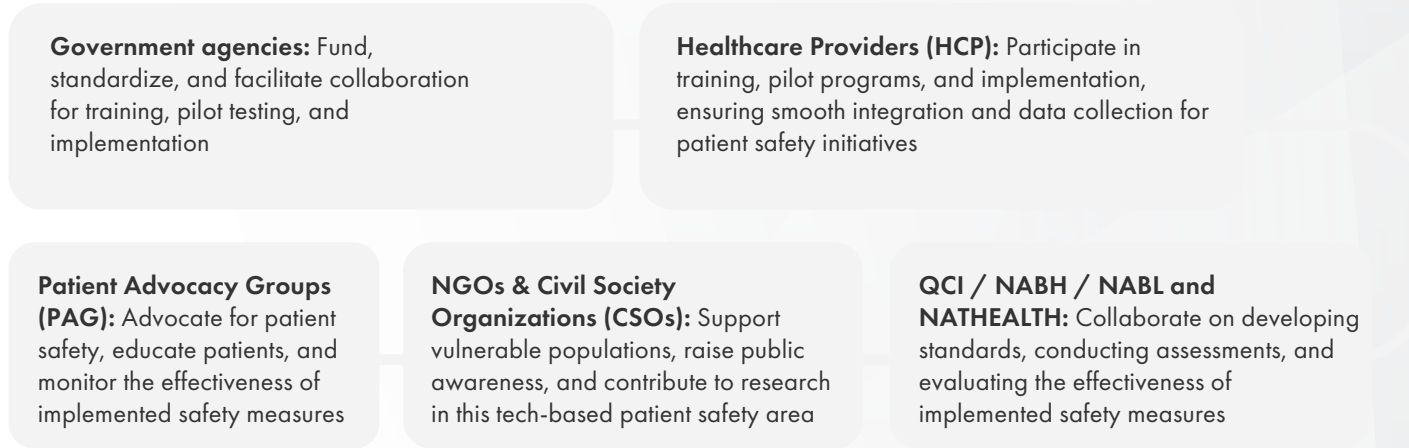 Government agencies: Fund,
standardize, and facilitate collaboration
for training, pilot testing, and
implementation
Healthcare Providers (HCP): Participate in
training, pilot programs, and implementation,
ensuring smooth integration and data collection for
patient safety initiatives
Patient Advocacy Groups
(PAG): Advocate for patient
safety, educate patients, and
monitor the effectiveness of
implemented safety measures
NGOs & Civil Society
Organizations (CSOs): Support
vulnerable populations, raise public
awareness, and contribute to research
in this tech-based patient safety area
QCI / NABH / NABL and
NATHEALTH: Collaborate on developing
standards, conducting assessments, and
evaluating the effectiveness of
implemented safety measures